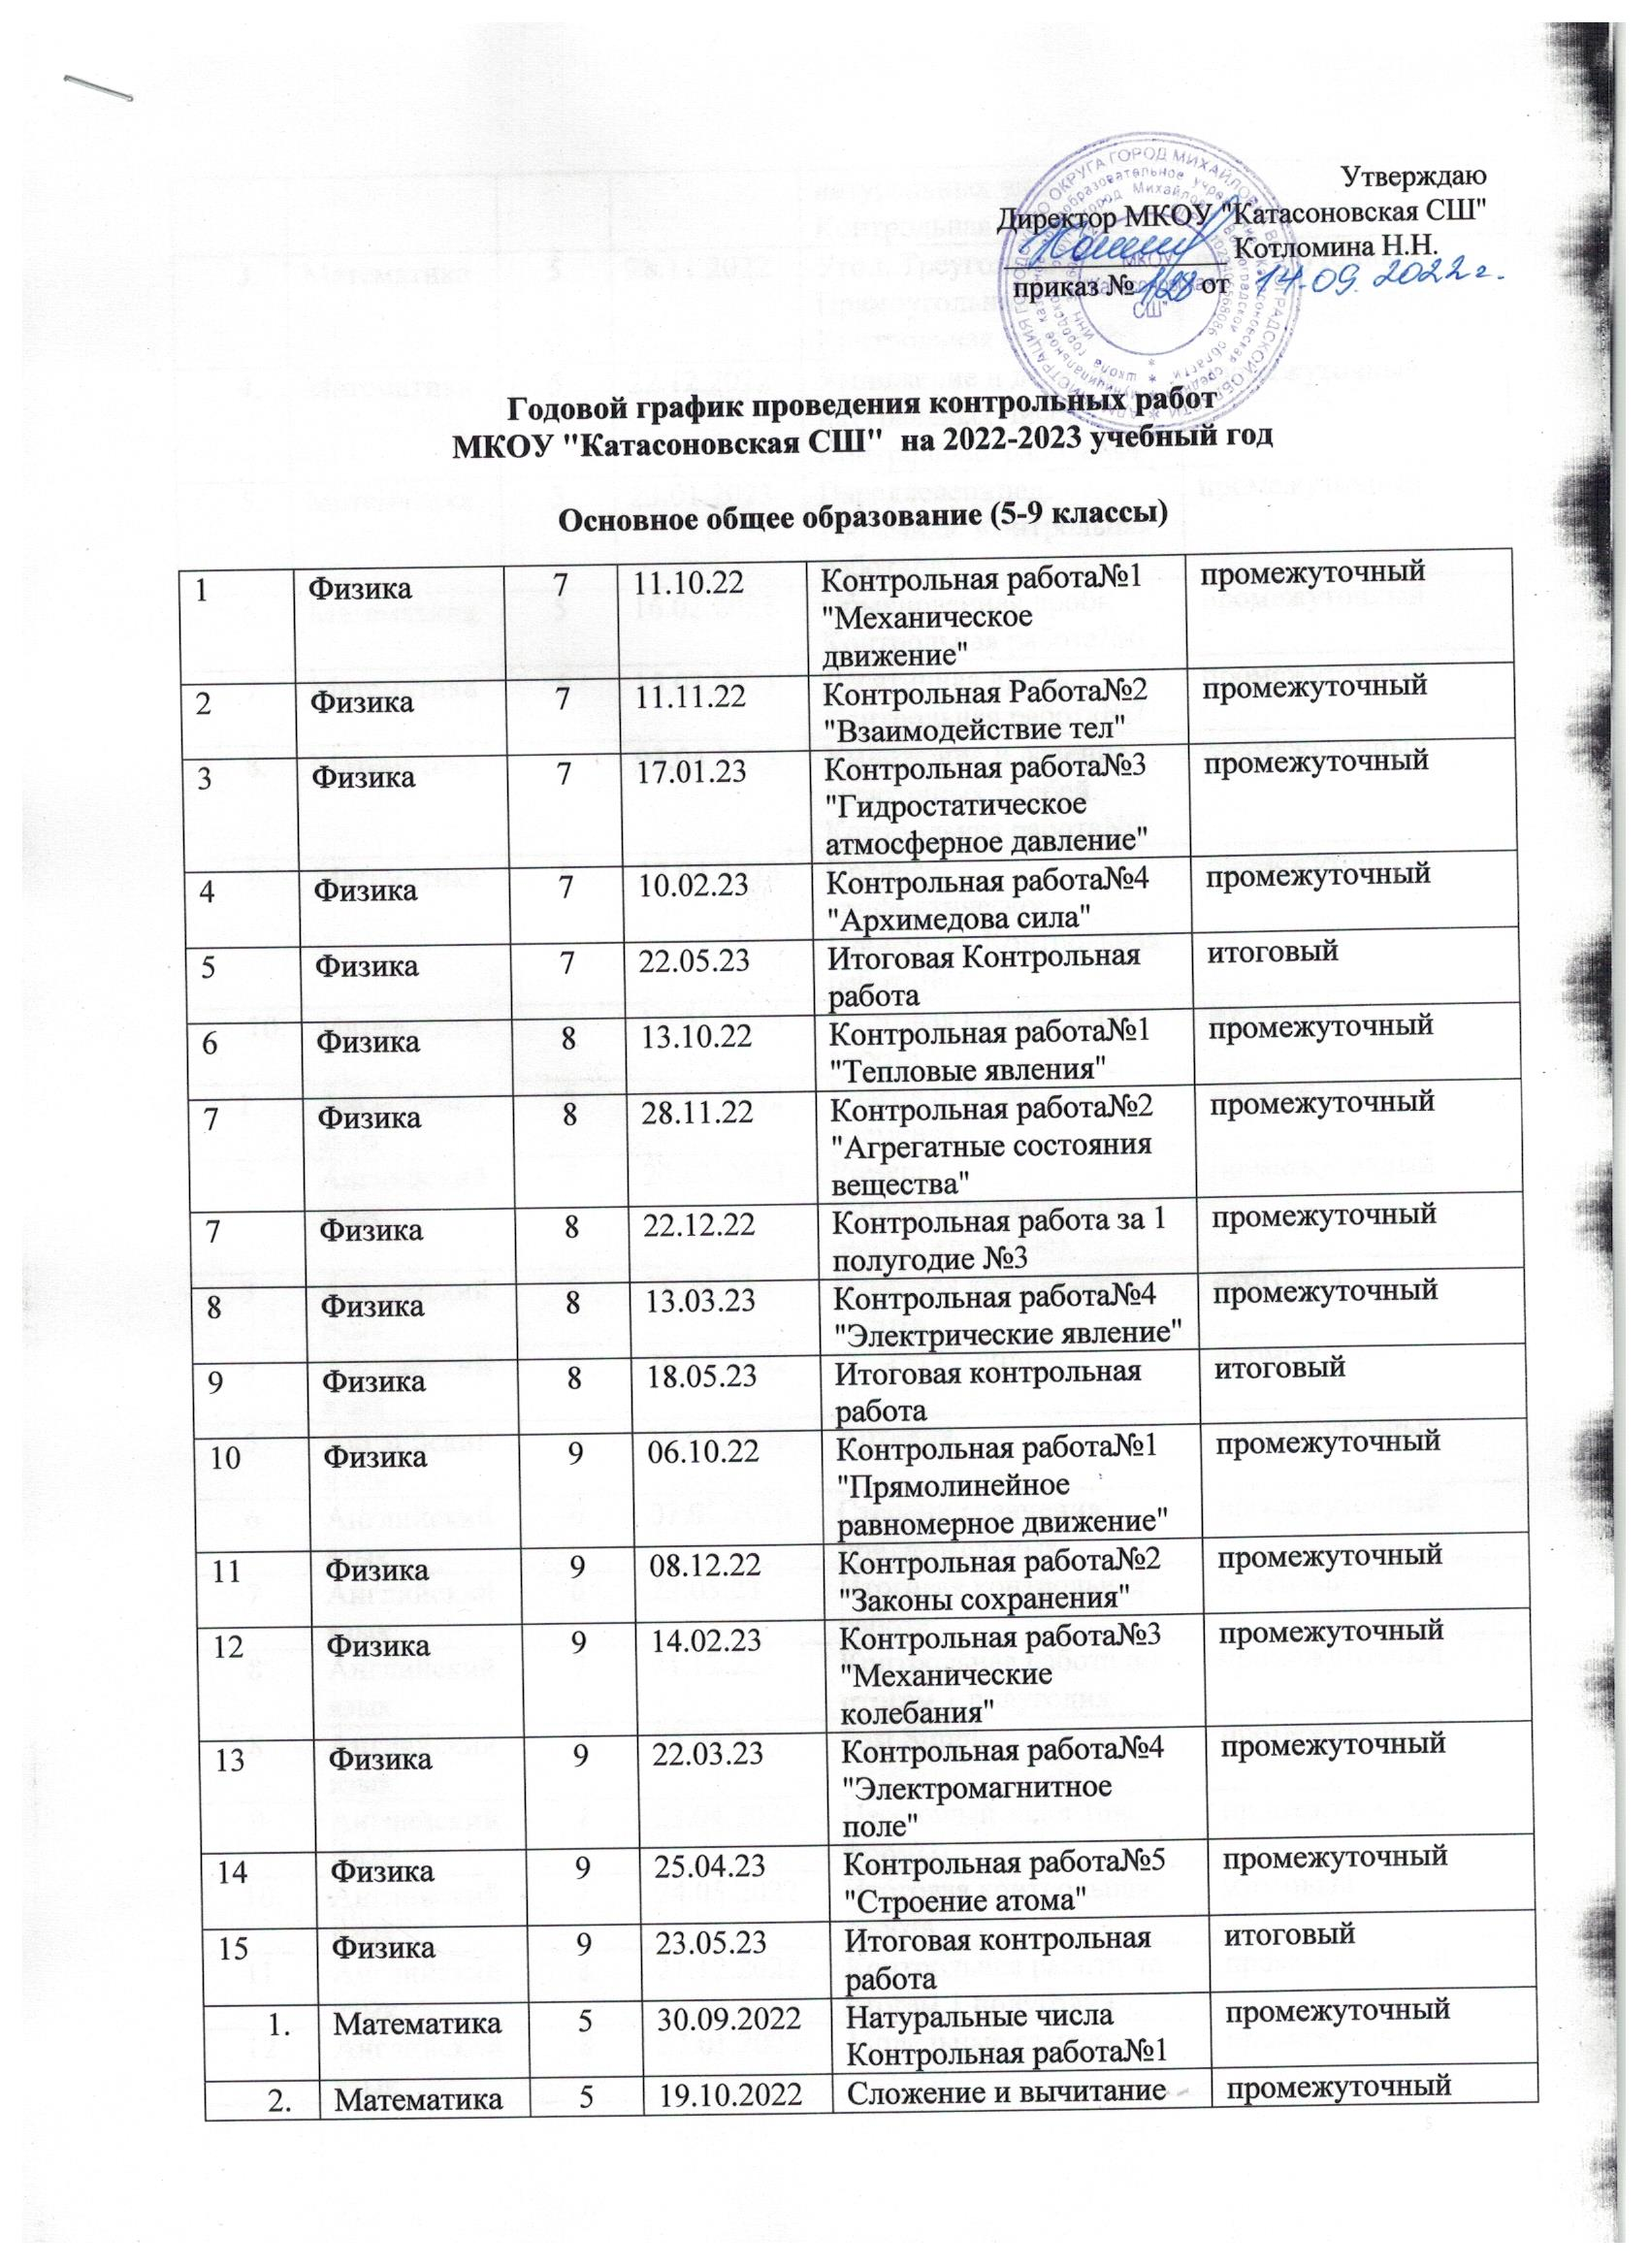 Утверждаю
Директор МКОУ "Катасоновская СШ"
Котломина Н.Н.
приказ № 128 от 14.09.2022 г.
МКОУ
СШ"
Годовой график проведения контрольных работ
МКОУ "Катасоновская СШ" на 2022-2023 учебный год
Основное общее образование (5-9 классы)
1 Физика 7 11.10.22 Контрольная работа№1 промежуточный
"Механическое
движение"
2 Физика 7 11.11.22 Контрольная Работа№2 промежуточный
"Взаимодействие тел"
3 Физика 7 17.01.23 Контрольная работа№3 промежуточный
"Гидростатическое
атмосферное давление"
4 Физика 7 10.02.23 Контрольная работа№4 промежуточный
"Архимедова сила"
5 Физика 7 22.05.23 Итоговая Контрольная итоговый
работа
6 Физика 8 13.10.22 Контрольная работа№1 промежуточный
"Тепловые явления"
7 Физика 8 28.11.22 Контрольная работа№2 промежуточный
"Агрегатные состояния
вещества"
7 Физика 8 22.12.22 Контрольная работа за 1 промежуточный
полугодие №3
8 Физика 8 13.03.23 Контрольная работа№4 промежуточный
"Электрические явление"
9 Физика 8 18.05.23 Итоговая контрольная итоговый
работа
10 Физика 9 06.10.22 Контрольная работа№1 промежуточный
"Прямолинейное
равномерное движение"
11 Физика 9 08.12.22 Контрольная работа№2 промежуточный
"Законы сохранения"
12 Физика 9 14.02.23 Контрольная работа№3 промежуточный
"Механические
колебания"
13 Физика 9 22.03.23 Контрольная работа№4 промежуточный
"Электромагнитное
поле"
14 Физика 9 25.04.23 Контрольная работа№5 промежуточный
"Строение атома"
15 Физика 9 23.05.23 Итоговая контрольная итоговый
работа
1. Математика 5 30.09.2022 Натуральные числа промежуточный
Контрольная работа№1
2. Математика 5 19.10.2022 Сложение и вычитание промежуточный